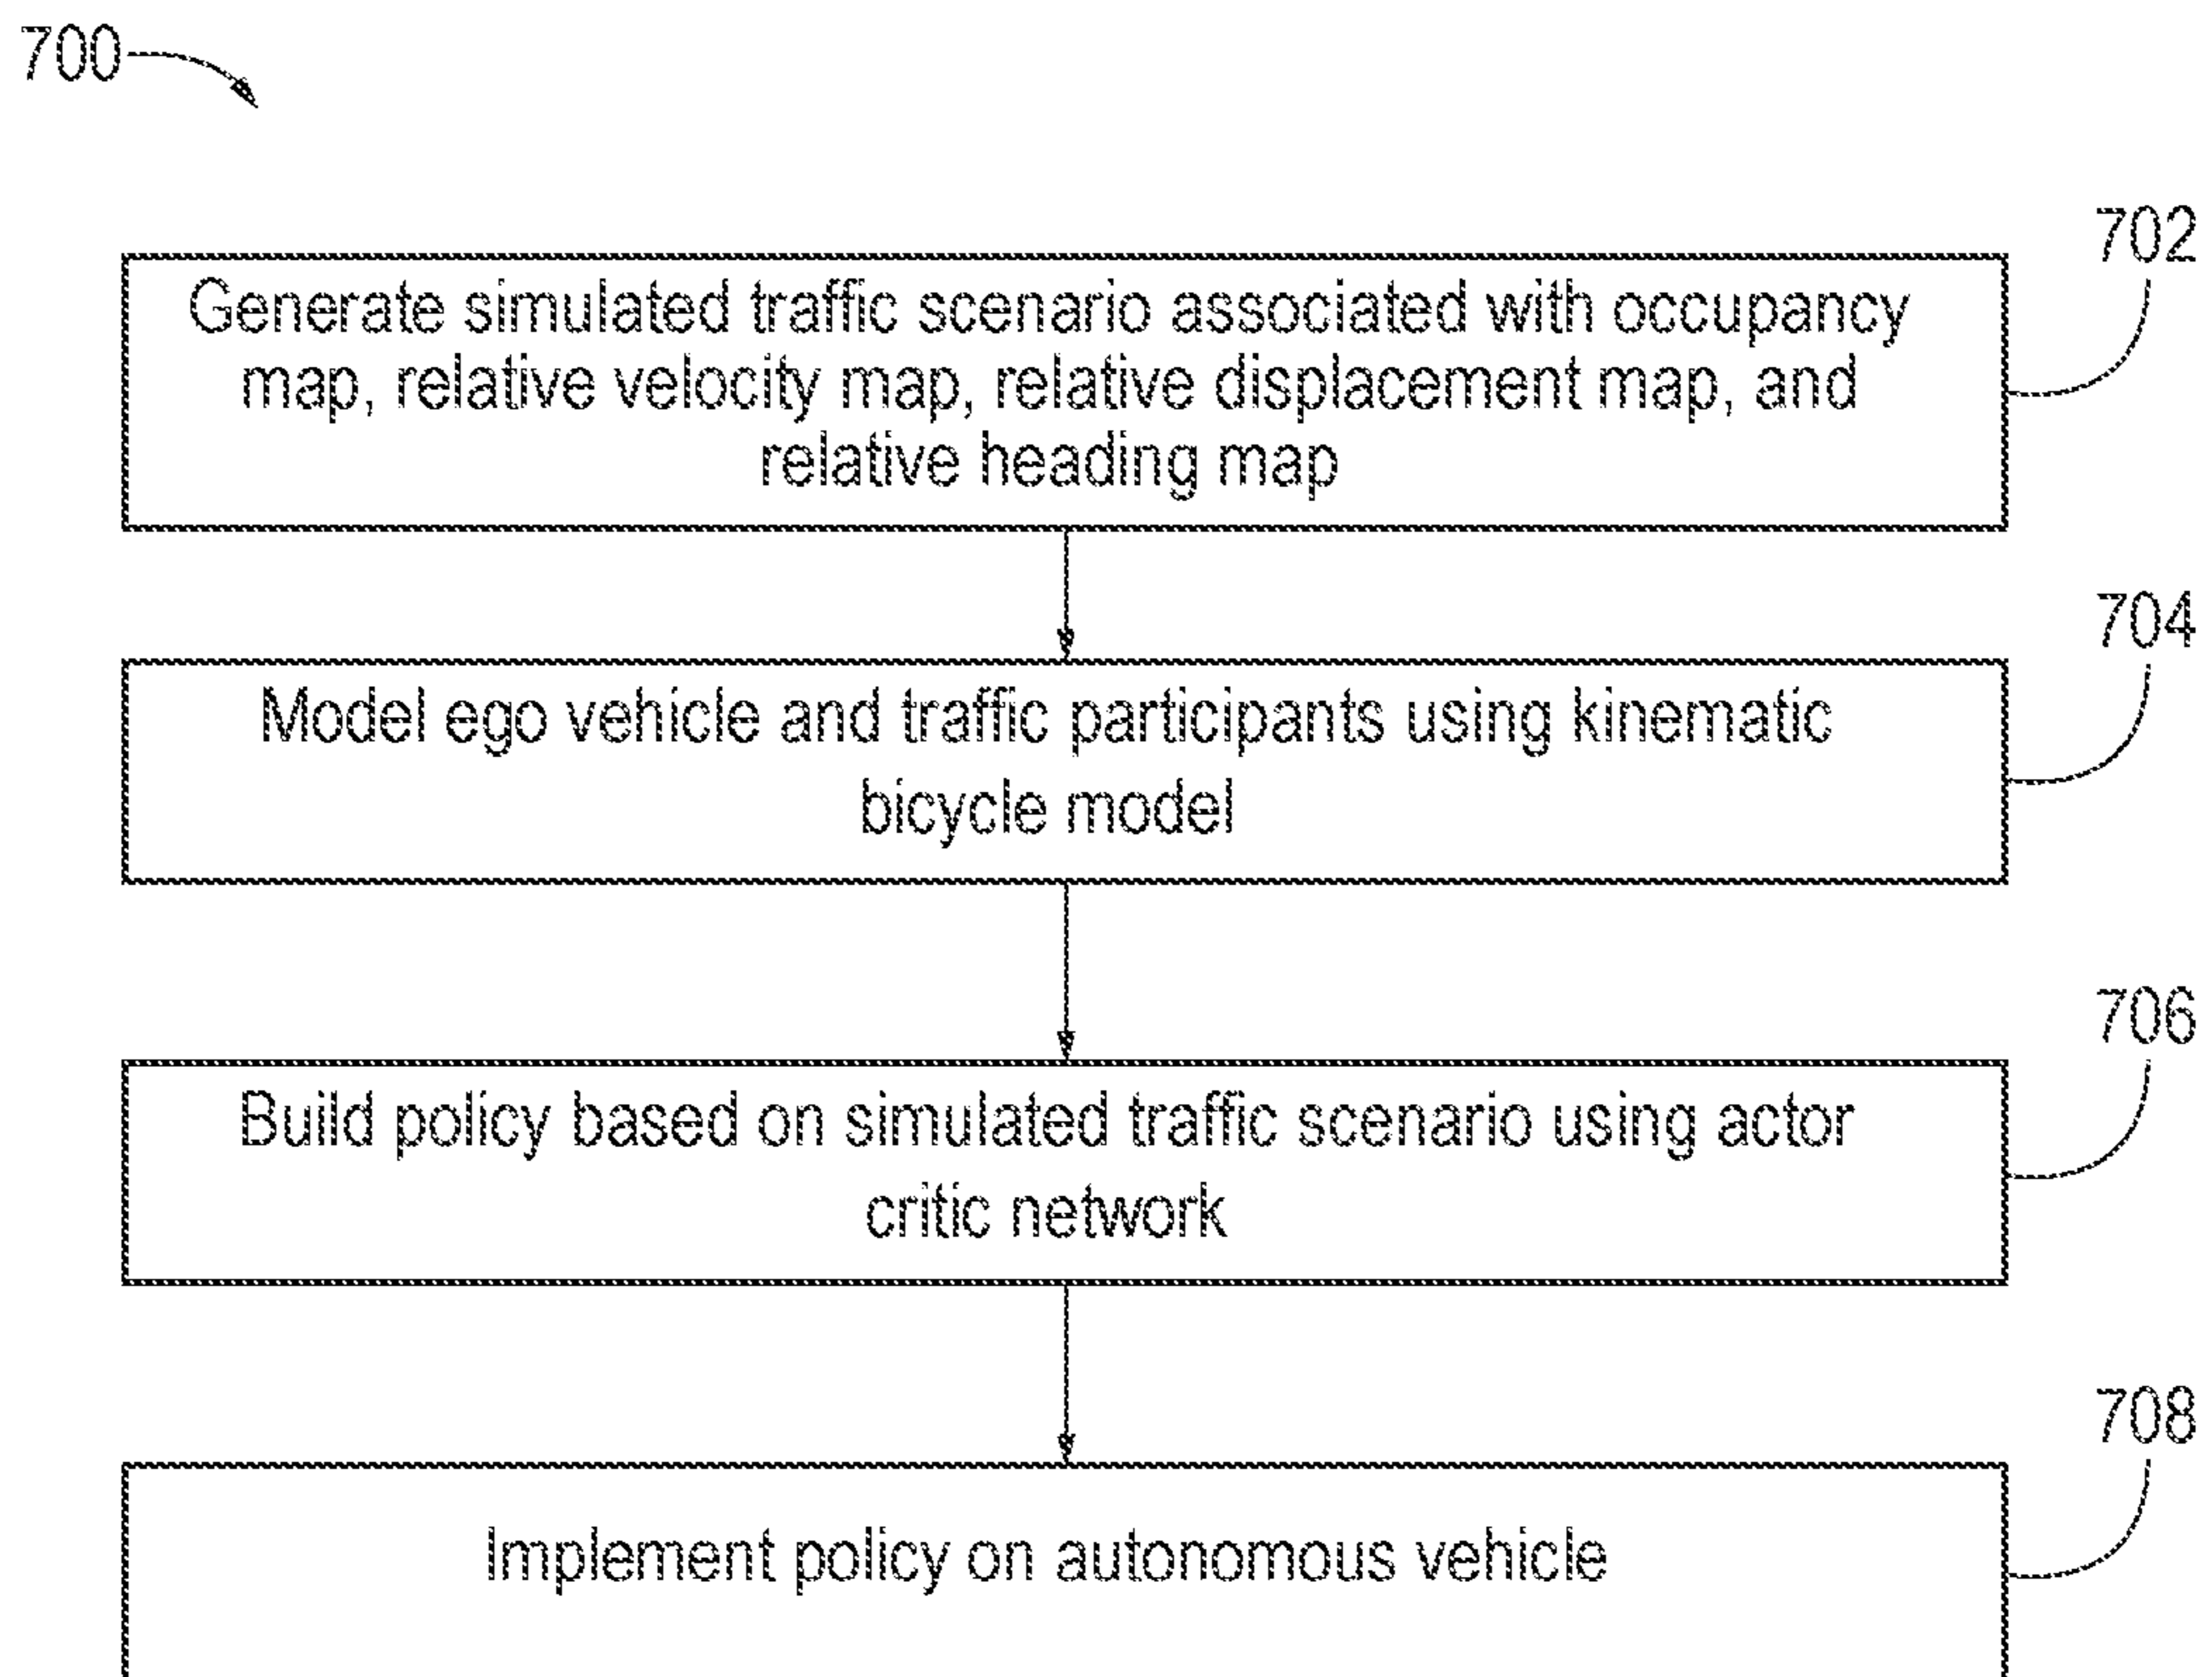 700
702
Generate simulated traffic scenario associated with occupancy
map, relative velocity map, relative displacement map, and
relative heading map
704
Model ego vehicle and traffic participants using kinematic
bicycle model
706
Build policy based on simulated traffic scenario using actor
critic network
708
Implement policy on autonomous vehicle